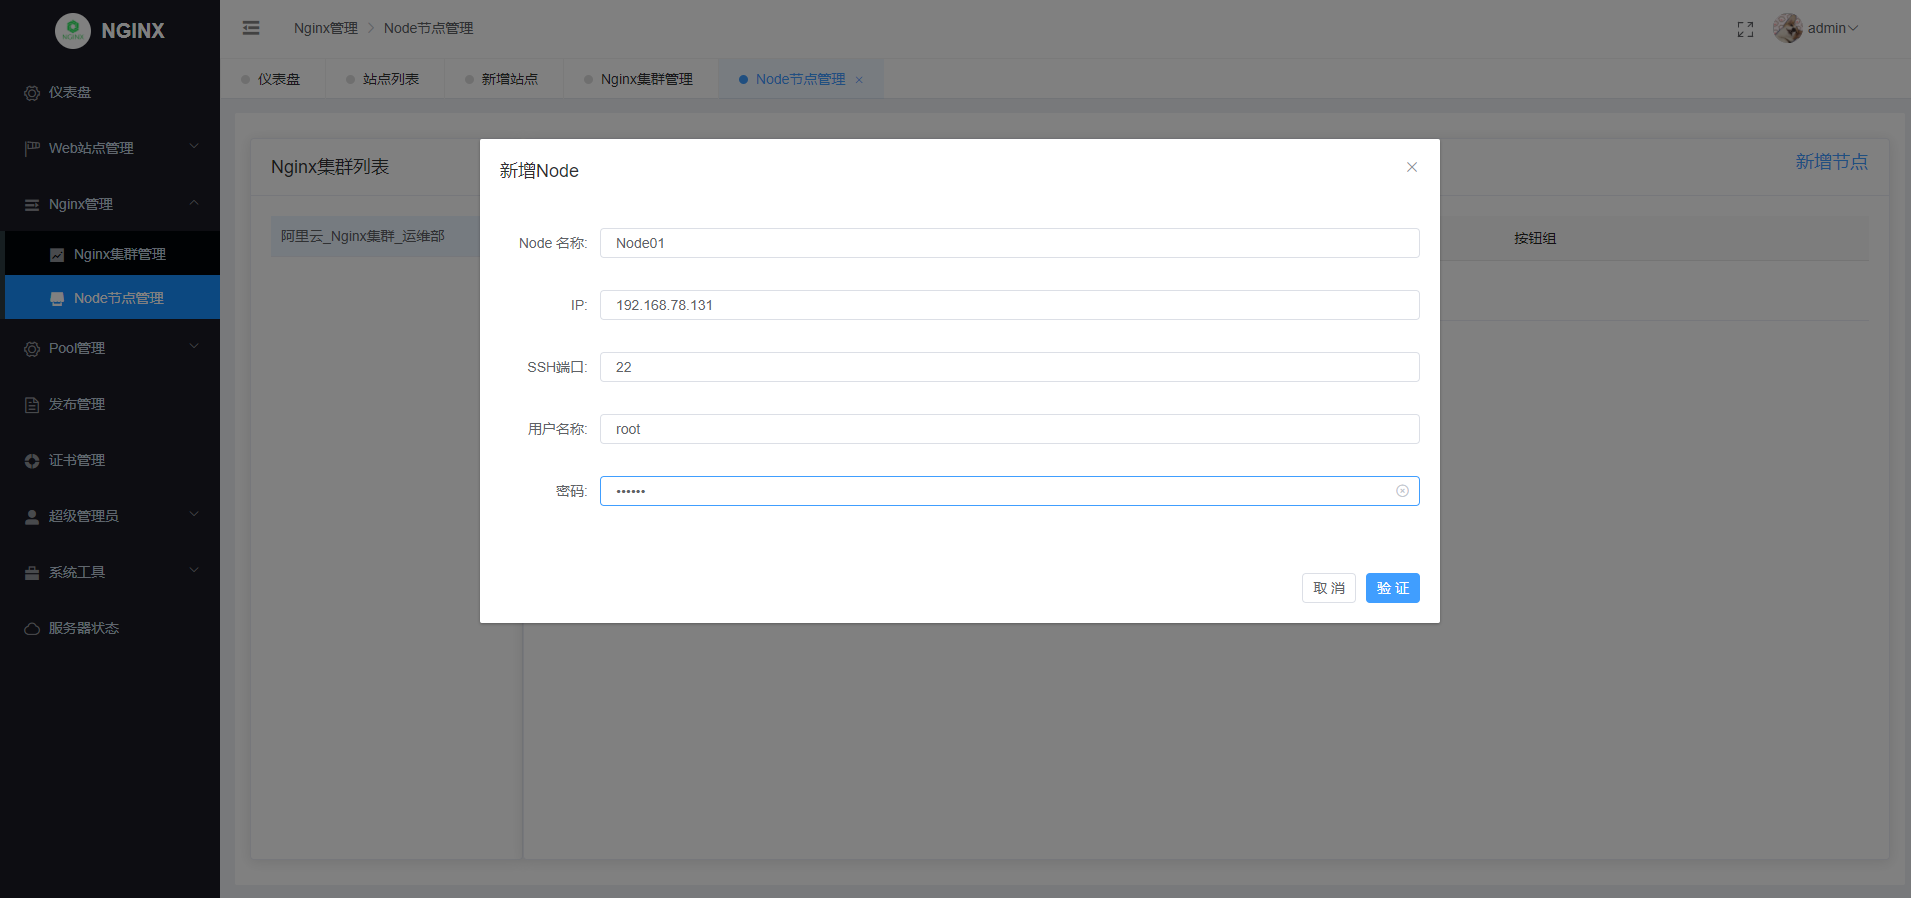 NGINX
Nginx管理 Node节点管理
admin
仪表盘 站点列表 新增站点 Nginx集群管理 Node节点管理
仪表盘
Web站点管理
Nginx管理
Nginx集群管理
Node节点管理
Pool管理
发布管理
证书管理
超级管理员
系统工具
服务器状态
Nginx集群列表
阿里云_Nginx集群_运维部
新增节点
按钮组
新增Node
Node 名称: Node01
IP: 192.168.78.131
SSH端口: 22
用户名称: root
密码: ••••••
取 消 验 证